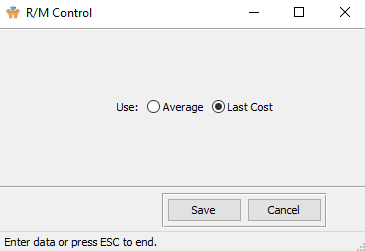 R/M Control
Use: Average Last Cost
Save Cancel
Enter data or press ESC to end.